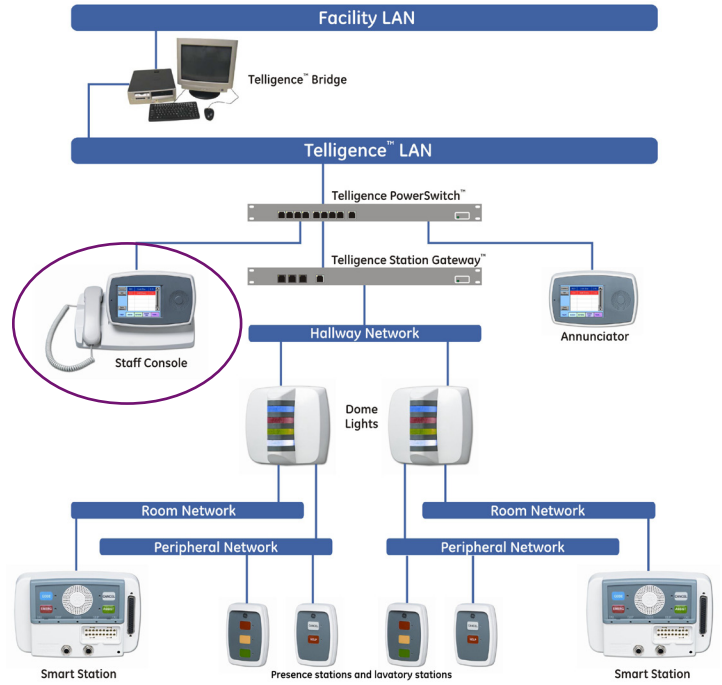 Facility LAN
Telligence™ Bridge
Telligence™ LAN
Telligence PowerSwitch™
Telligence Station Gateway™
Staff Console
Annunciator
Hallway Network
Dome
Lights
Room Network
Room Network
Peripheral Network
Peripheral Network
Smart Station
Presence stations and lavatory stations
Smart Station